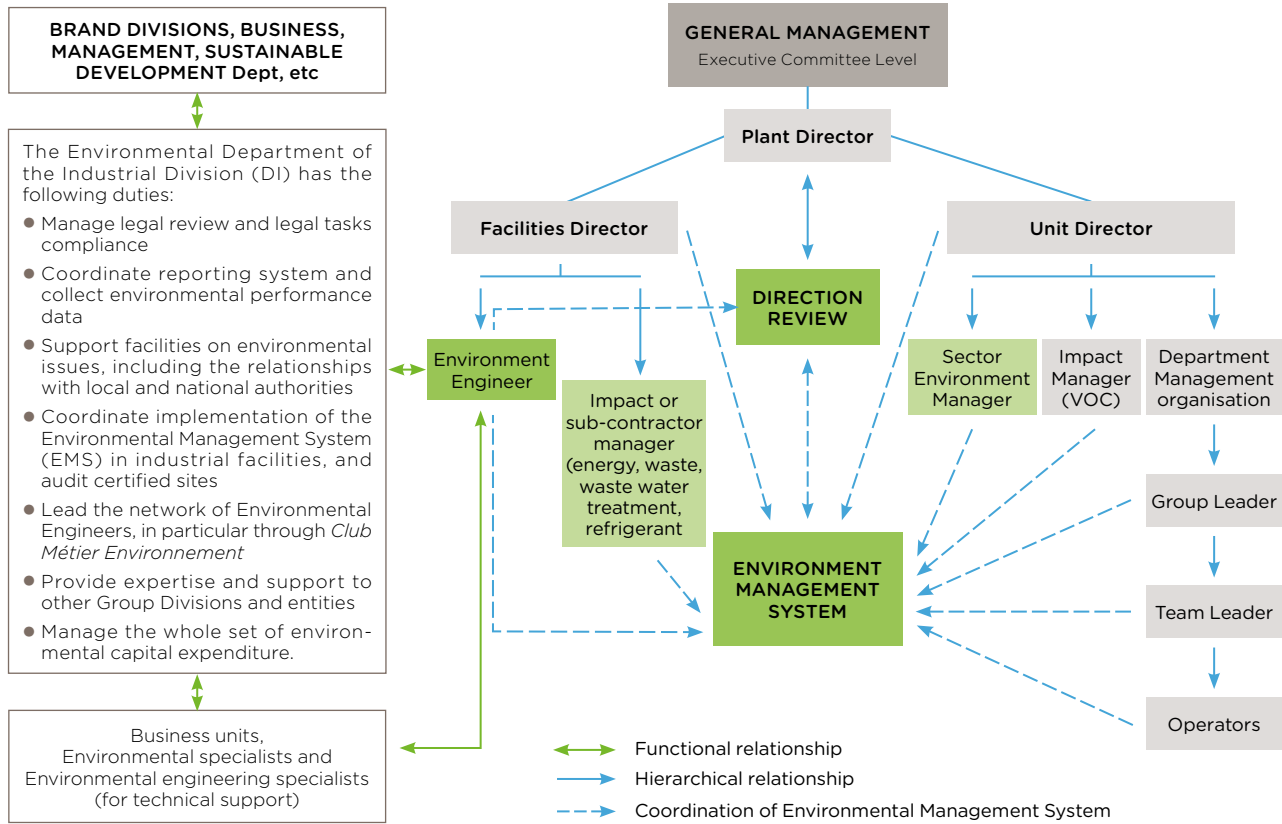 BRAND DIVISIONS, BUSINESS,
MANAGEMENT, SUSTAINABLE
DEVELOPMENT Dept, etc
The Environmental Department of
the Industrial Division (DI) has the
following duties:
● Manage legal review and legal tasks
compliance
● Coordinate reporting system and
collect environmental performance
data
● Support facilities on environmental
issues, including the relationships
with local and national authorities
● Coordinate implementation of the
Environmental Management System
(EMS) in industrial facilities, and
audit certified sites
● Lead the network of Environmental
Engineers, in particular through Club
Métier Environnement
● Provide expertise and support to
other Group Divisions and entities
● Manage the whole set of environ-
mental capital expenditure.
Business units,
Environmental specialists and
Environmental engineering specialists
(for technical support)
GENERAL MANAGEMENT
Executive Committee Level
Plant Director
Facilities Director
Unit Director
DIRECTION
REVIEW
Environment
Engineer
Impact or
sub-contractor
manager
(energy, waste,
waste water
treatment,
refrigerant
Sector
Environment
Manager
Impact
Manager
(VOC)
Department
Management
organisation
Group Leader
ENVIRONMENT
MANAGEMENT
SYSTEM
Team Leader
Operators
Functional relationship
Hierarchical relationship
Coordination of Environmental Management System